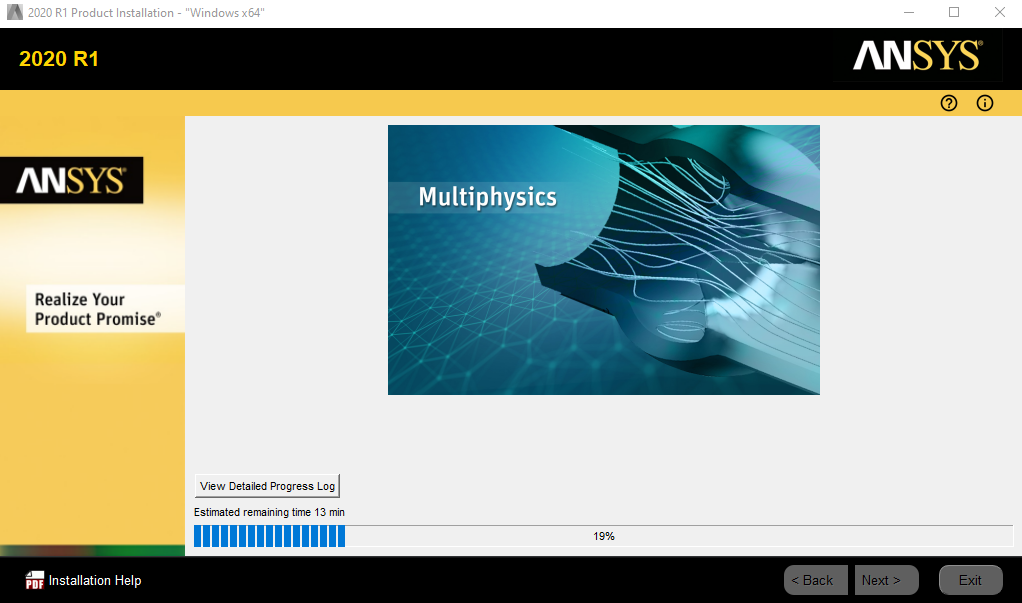 2020 R1 Product Installation - "Windows x64"
2020 R1
ANSYS®
ANSYS®
Multiphysics
Realize Your
Product Promise®
View Detailed Progress Log
Estimated remaining time 13 min
19%
PDF
Installation Help
< Back
Next >
Exit